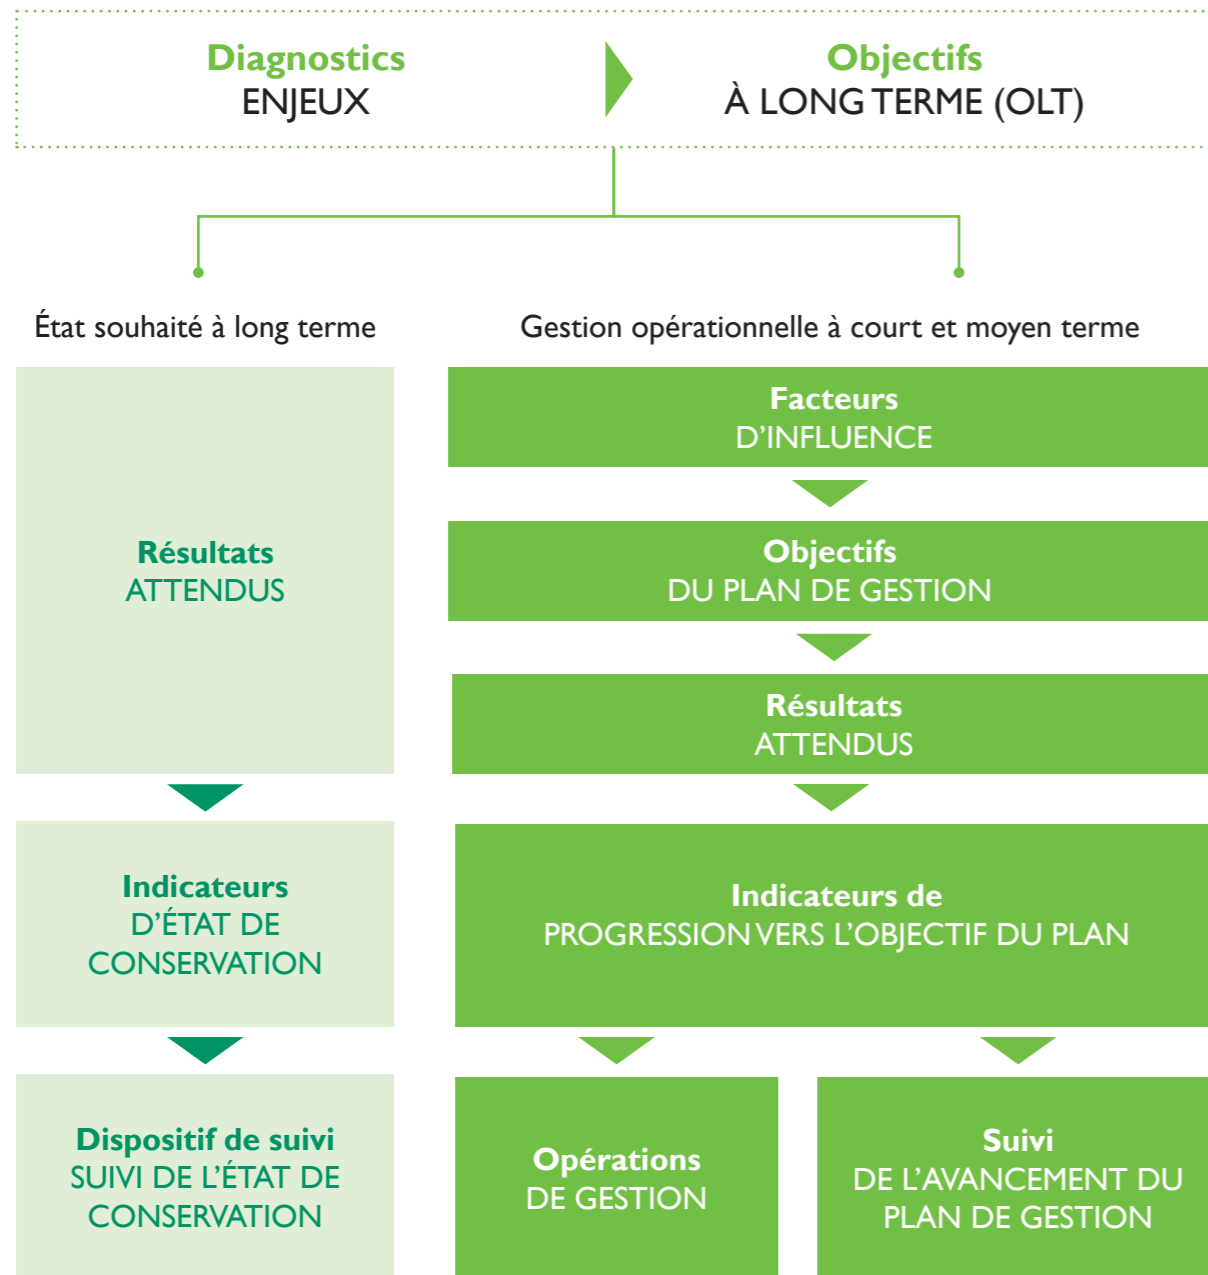 Diagnostics
ENJEUX
Objectifs
À LONG TERME (OLT)
État souhaité à long terme
Résultats
ATTENDUS
Indicateurs
D'ÉTAT DE
CONSERVATION
Dispositif de suivi
SUIVI DE L'ÉTAT DE
CONSERVATION
Gestion opérationnelle à court et moyen terme
Facteurs
D'INFLUENCE
Objectifs
DU PLAN DE GESTION
Résultats
ATTENDUS
Indicateurs de
PROGRESSION VERS L'OBJECTIF DU PLAN
Opérations
DE GESTION
Suivi
DE L'AVANCEMENT DU
PLAN DE GESTION